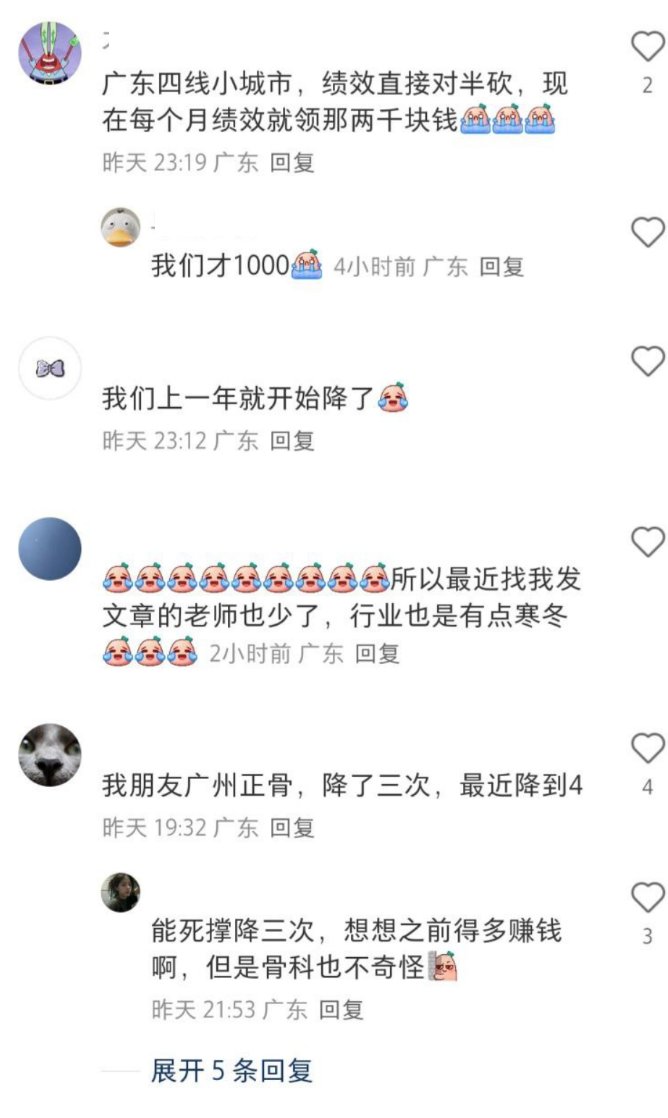 广东四线小城市，绩效直接对半砍，现
在每个月绩效就领那两千块钱
2
昨天 23:19 广东 回复
我们才1000 4小时前 广东 回复
我们上一年就开始降了
昨天 23:12 广东 回复
所以最近找我发
文章的老师也少了，行业也是有点寒冬
2小时前 广东 回复
我朋友广州正骨，降了三次，最近降到4
4
昨天 19:32 广东 回复
能死撑降三次，想想之前得多赚钱
3
啊，但是骨科也不奇怪
昨天 21:53 广东 回复
展开 5 条回复